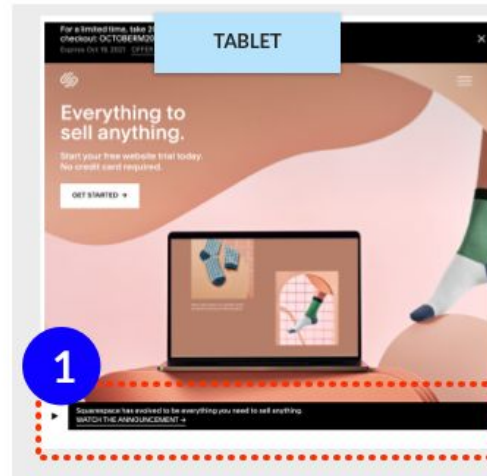 For a limited time, take 20
TABLET
checkout: OCTOBERM20
Expires Oct 19, 2021 OFFER
Everything to
sell anything.
Start your free website trial today.
No credit card required.
GET STARTED →
1
Squarespace has evolved to be everything you need to sell anything.
WATCH THE ANNOUNCEMENT →